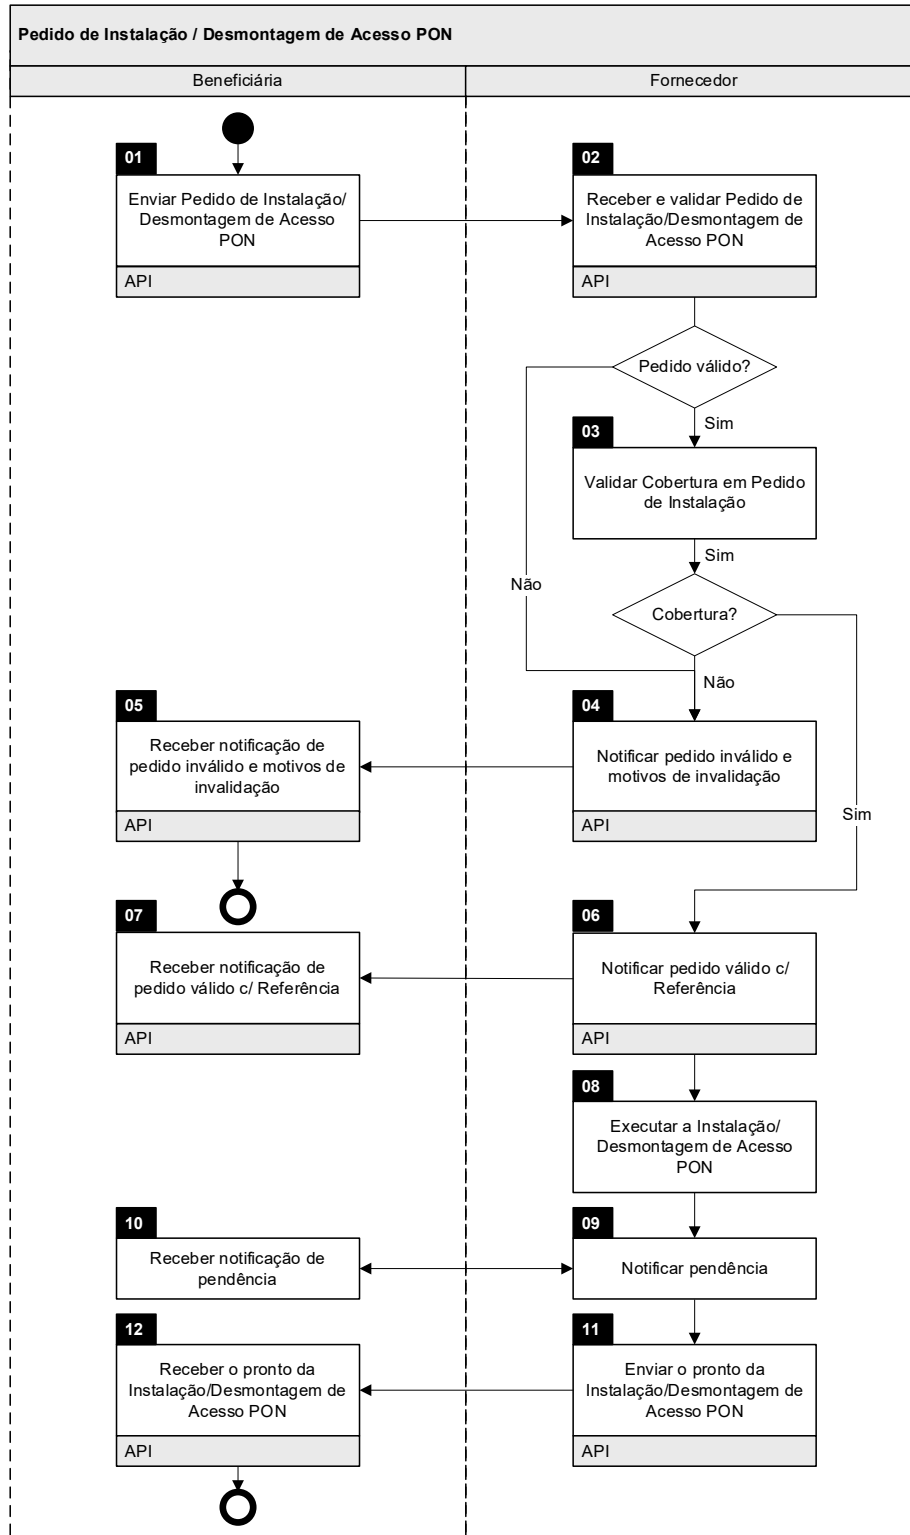 Pedido de Instalação / Desmontagem de Acesso PON
Beneficiária
Fornecedor
01
Enviar Pedido de Instalação/
Desmontagem de Acesso
PON
API
02
Receber e validar Pedido de
Instalação/Desmontagem de
Acesso PON
API
Pedido válido?
Sim
03
Validar Cobertura em Pedido
de Instalação
Sim
Não
Cobertura?
Não
05
Receber notificação de
pedido inválido e motivos de
invalidação
API
04
Notificar pedido inválido e
motivos de invalidação
API
Sim
07
Receber notificação de
pedido válido c/ Referência
API
06
Notificar pedido válido c/
Referência
API
08
Executar a Instalação/
Desmontagem de Acesso
PON
10
Receber notificação de
pendência
09
Notificar pendência
12
Receber o pronto da
Instalação/Desmontagem de
Acesso PON
API
11
Enviar o pronto da
Instalação/Desmontagem de
Acesso PON
API